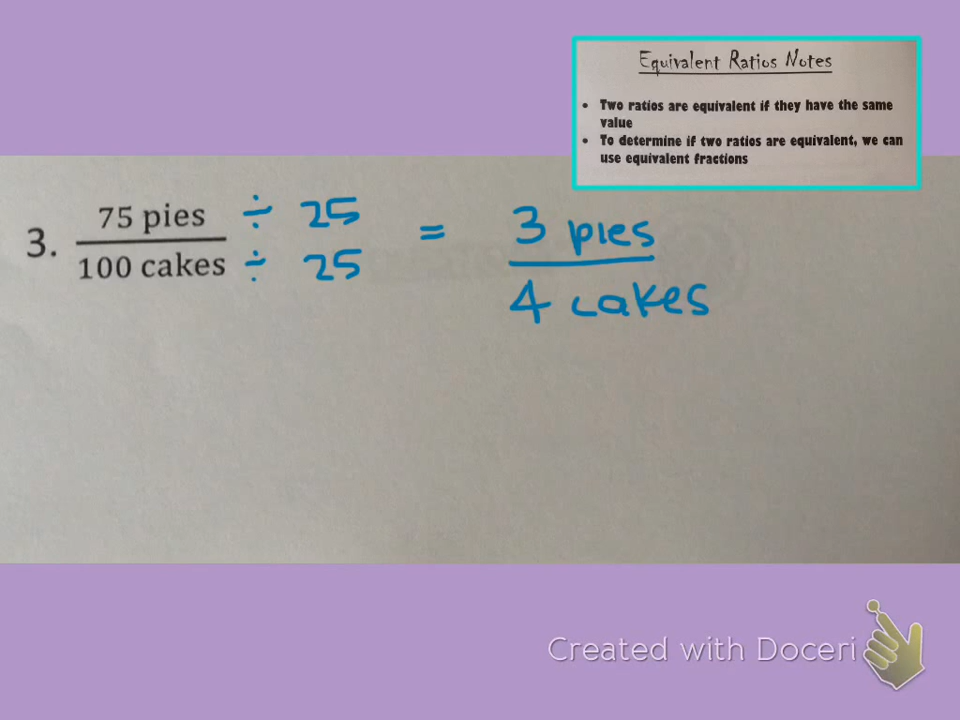 Equivalent Ratios Notes
• Two ratios are equivalent if they have the same
value
• To determine if two ratios are equivalent, we can
use equivalent fractions
3. 75 pies ÷ 25 = 3 pies
100 cakes ÷ 25 4 cakes
Created with Doceri